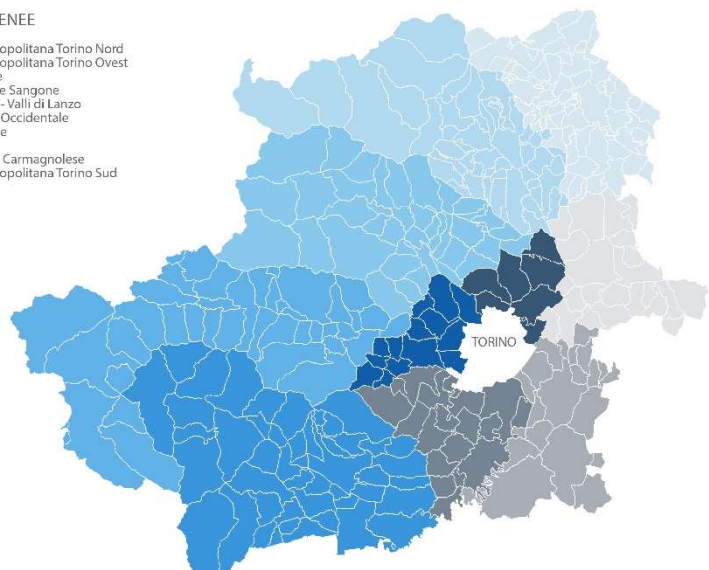 ENEE
opolitana Torino Nord
opolitana Torino Ovest
e
e Sangone
- Valli di Lanzo
Occidentale
e
Carmagnolese
opolitana Torino Sud
TORINO